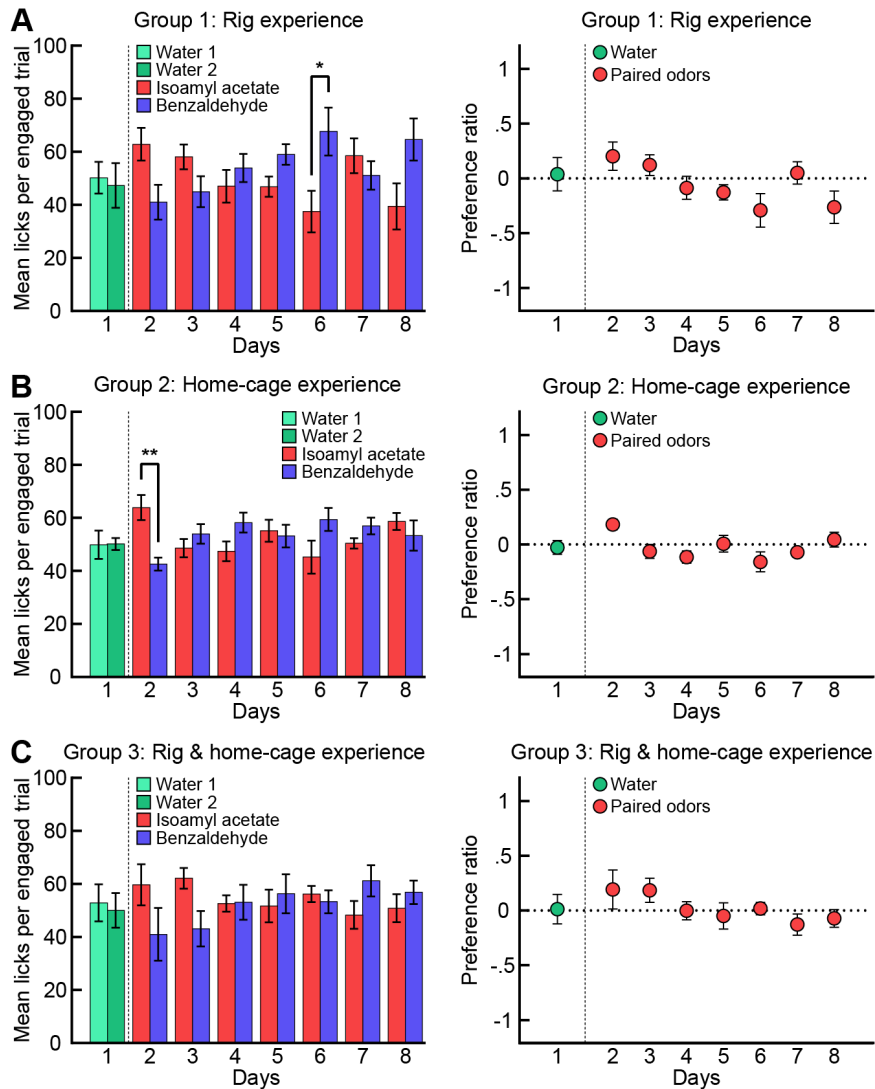 A
Group 1: Rig experience
Mean licks per engaged trial
100
80
60
40
20
0
Water 1
Water 2
Isoamyl acetate
Benzaldehyde
*
1 2 3 4 5 6 7 8
Days
Group 1: Rig experience
Preference ratio
1
.5
0
-.5
-1
Water
Paired odors
1 2 3 4 5 6 7 8
Days
B
Group 2: Home-cage experience
Mean licks per engaged trial
100
80
60
40
20
0
Water 1
Water 2
Isoamyl acetate
Benzaldehyde
**
1 2 3 4 5 6 7 8
Days
Group 2: Home-cage experience
Preference ratio
1
.5
0
-.5
-1
Water
Paired odors
1 2 3 4 5 6 7 8
Days
C
Group 3: Rig & home-cage experience
Mean licks per engaged trial
100
80
60
40
20
0
Water 1
Water 2
Isoamyl acetate
Benzaldehyde
1 2 3 4 5 6 7 8
Days
Group 3: Rig & home-cage experience
Preference ratio
1
.5
0
-.5
-1
Water
Paired odors
1 2 3 4 5 6 7 8
Days